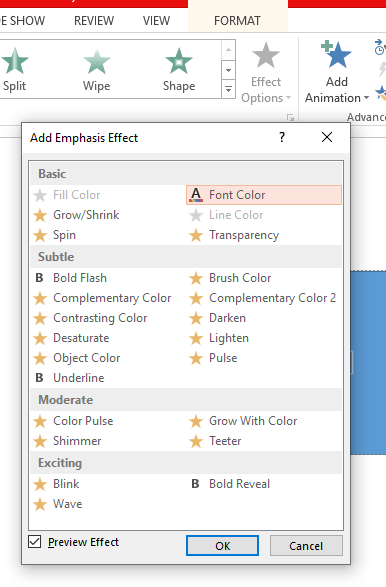 DE SHOW REVIEW VIEW FORMAT
Split Wipe Shape Effect Options Add Animation
Advanc
Add Emphasis Effect ?
Basic
Fill Color A Font Color
Grow/Shrink Line Color
Spin Transparency
Subtle
B Bold Flash Brush Color
Complementary Color Complementary Color 2
Contrasting Color Darken
Desaturate Lighten
Object Color Pulse
B Underline
Moderate
Color Pulse Grow With Color
Shimmer Teeter
Exciting
Blink B Bold Reveal
Wave
Preview Effect OK Cancel